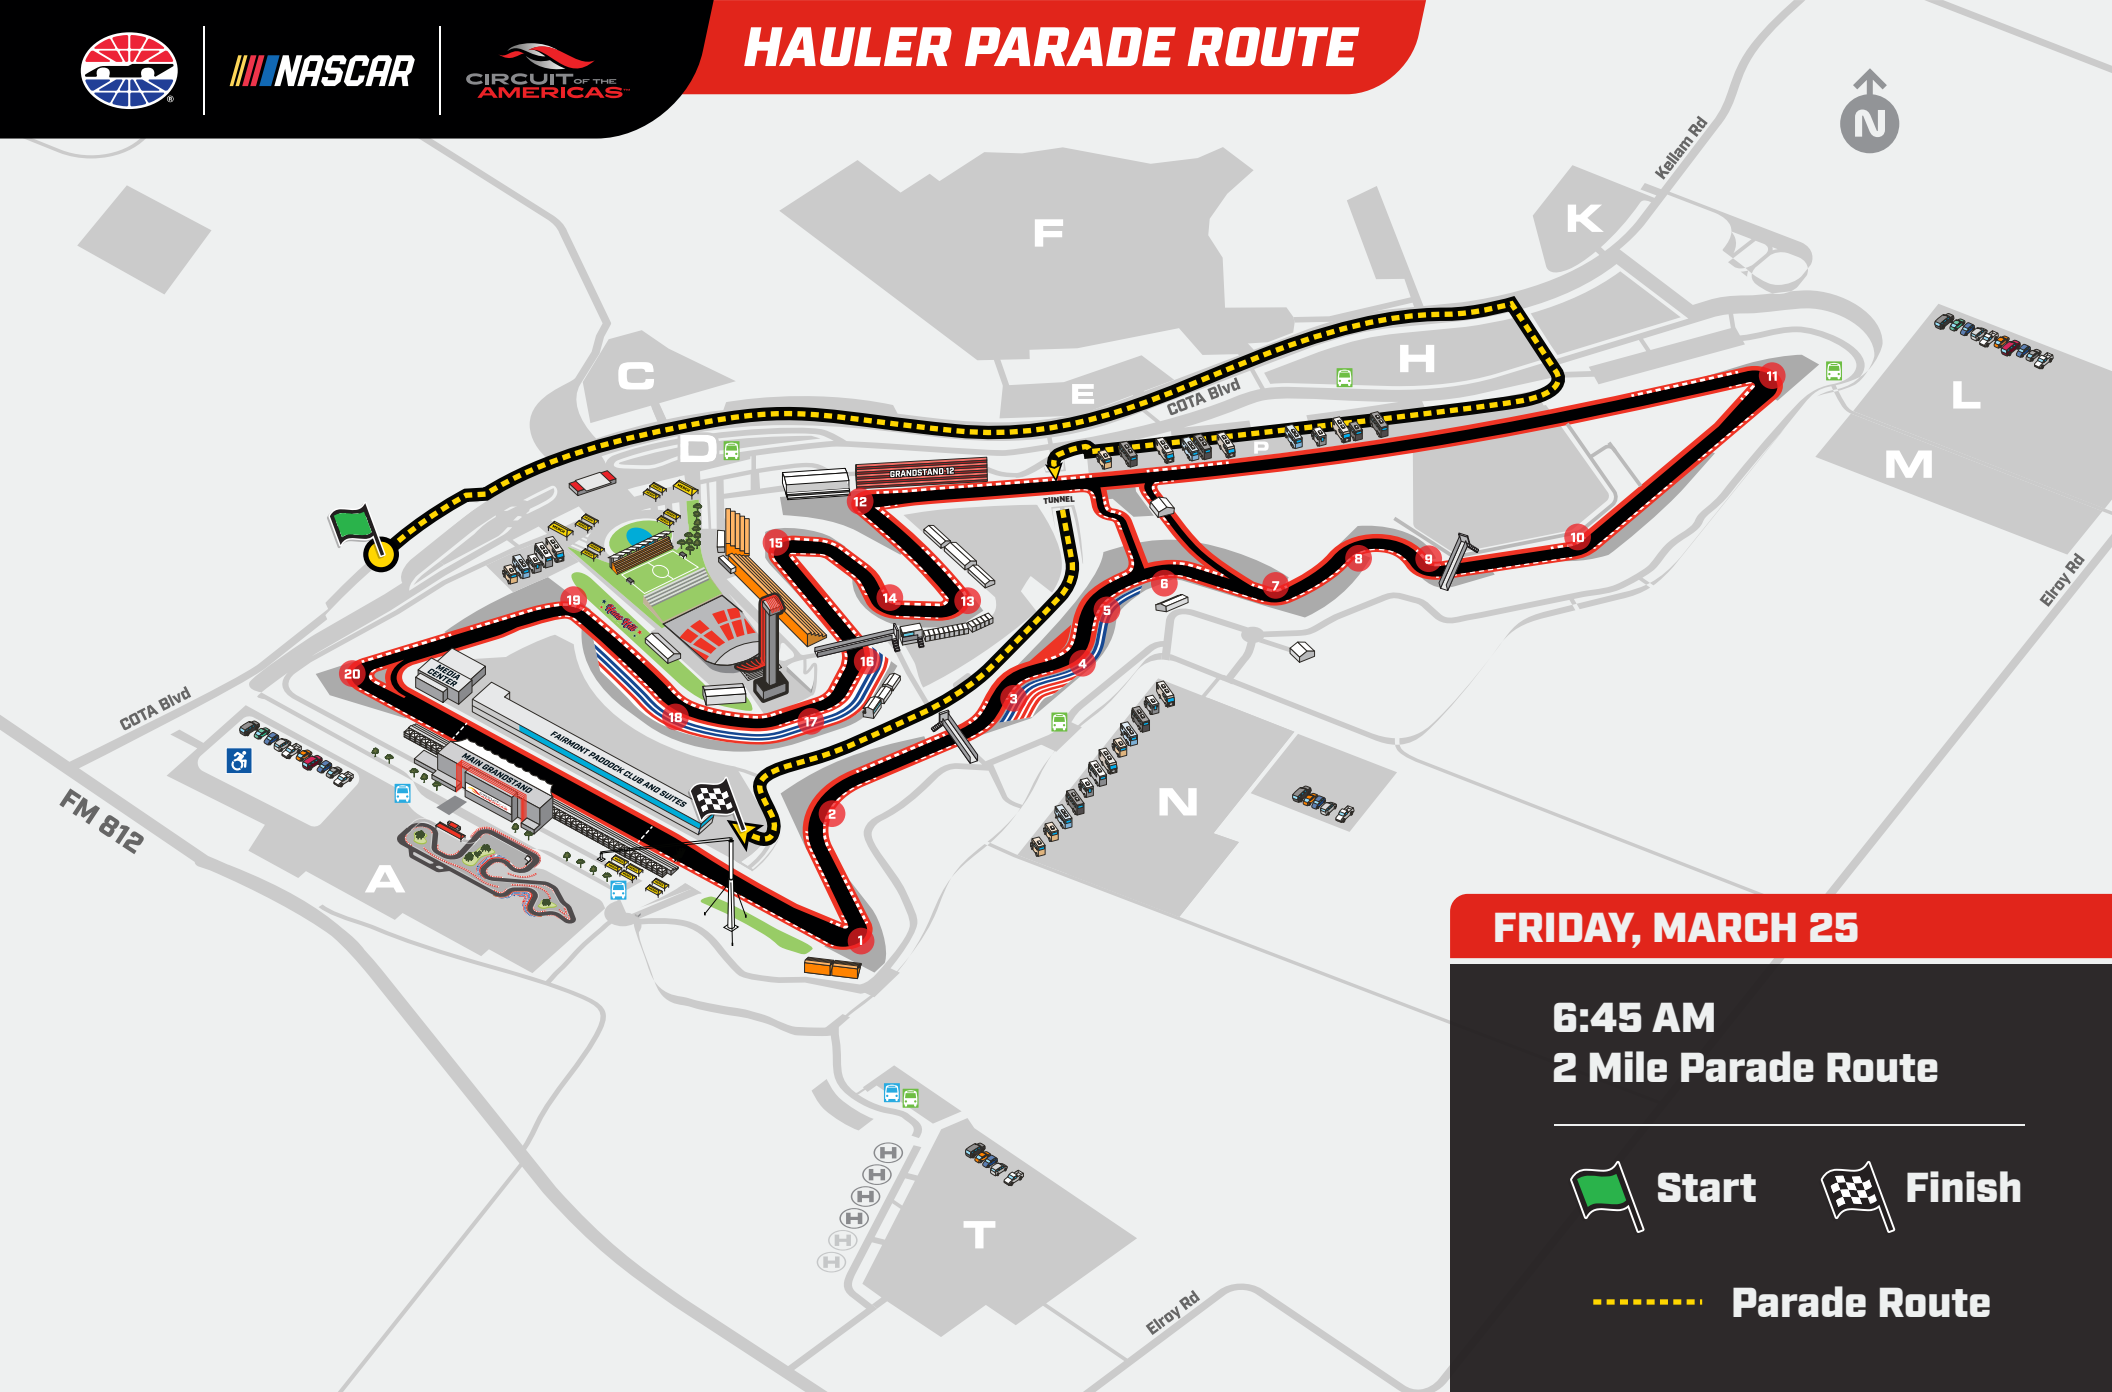 HAULER PARADE ROUTE
NASCAR
CIRCUIT OF THE
AMERICAS
N
Kellam Rd
F
K
C
E
H
COTA Blvd
L
M
D
P
GRANDSTAND 12
TUNNEL
11
12
15
14
13
10
9
8
7
6
5
4
3
16
17
18
19
20
2
1
MEDIA
CENTER
FAIRMONT PADDOCK CLUB AND SUITES
MAIN GRANDSTAND
COTA Blvd
FM 812
A
N
Elroy Rd
T
H
H
H
H
H
H
Elroy Rd
FRIDAY, MARCH 25
6:45 AM
2 Mile Parade Route
Start
Finish
Parade Route